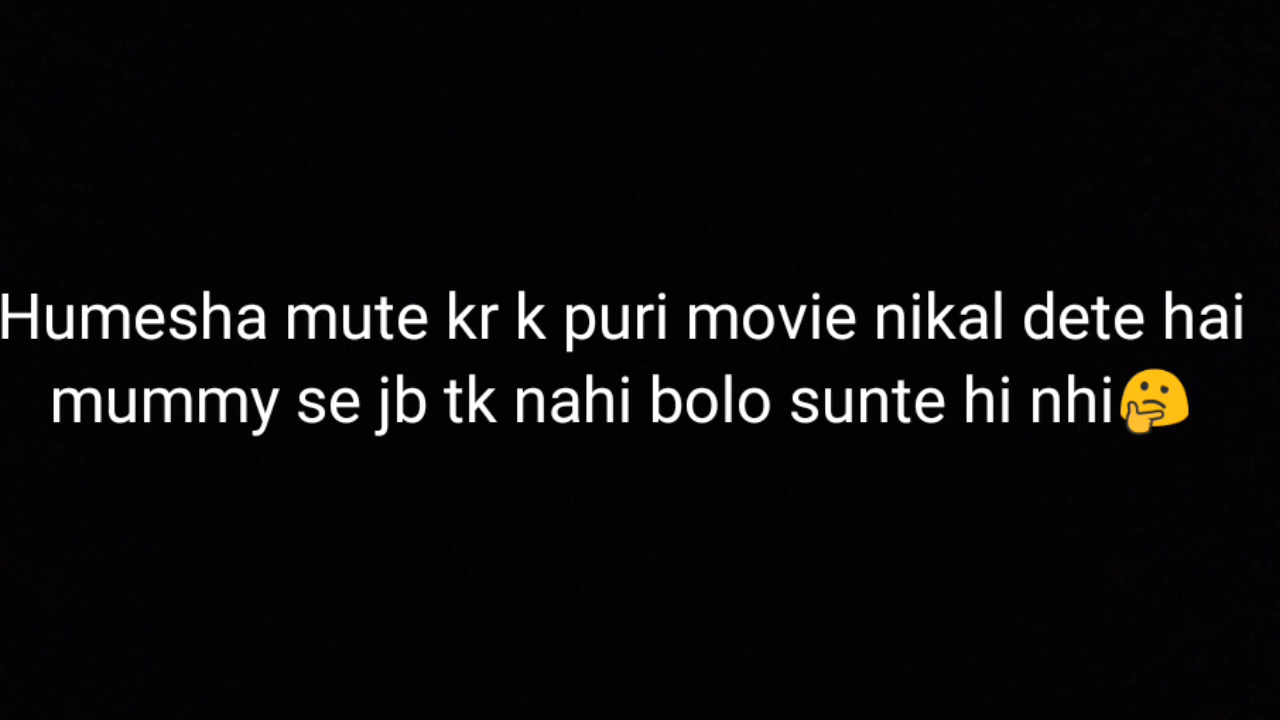 Humesha mute kr k puri movie nikal dete hai
mummy se jb tk nahi bolo sunte hi nhi🤔